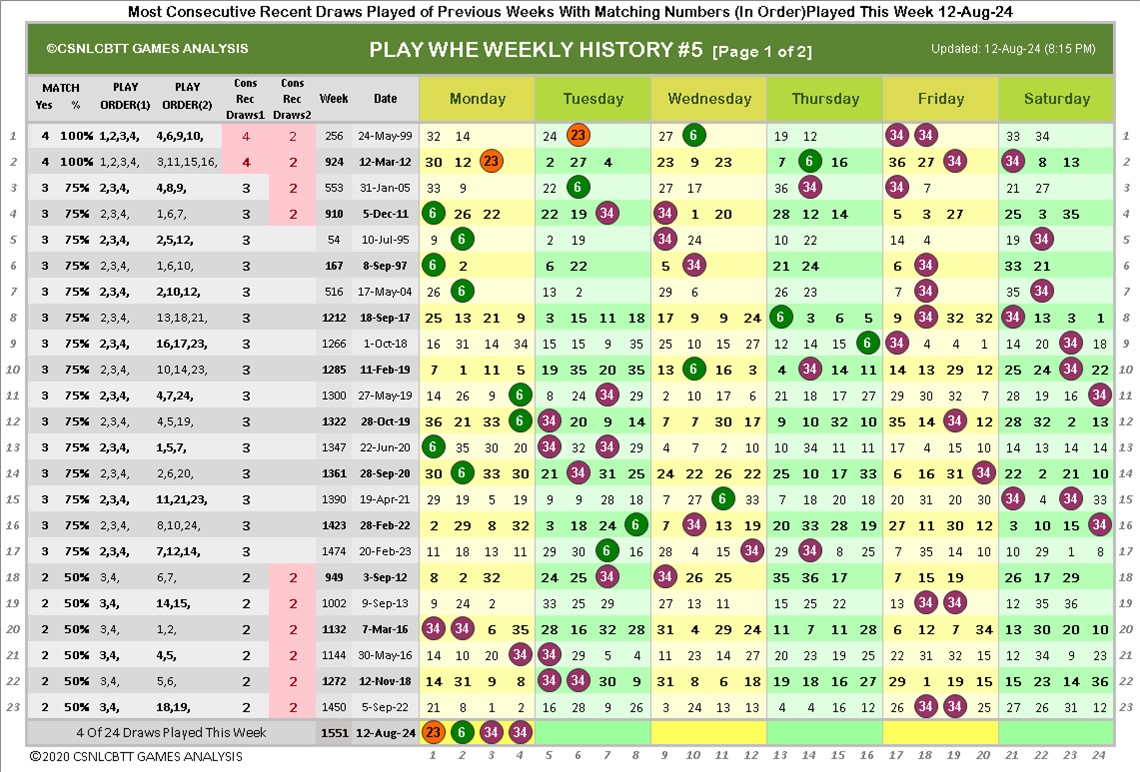 Most Consecutive Recent Draws Played of Previous Weeks With Matching Numbers (In Order)Played This Week 12-Aug-24
©CSNLCBTT GAMES ANALYSIS PLAY WHE WEEKLY HISTORY #5 [Page 1 of 2] Updated: 12-Aug-24 (8:15 PM)
MATCH Yes % PLAY ORDER(1) PLAY ORDER(2) Cons Rec Draws1 Cons Rec Draws2 Week Date Monday Tuesday Wednesday Thursday Friday Saturday
1 4 100% 1,2,3,4, 4,6,9,10, 4 2 256 24-May-99 32 14 24 23 27 6 19 12 34 34 33 34 1
2 4 100% 1,2,3,4, 3,11,15,16, 4 2 924 12-Mar-12 30 12 23 2 27 4 23 9 23 7 6 16 36 27 34 34 8 13 2
3 3 75% 2,3,4, 4,8,9, 3 2 553 31-Jan-05 33 9 22 6 27 17 36 34 34 7 21 27 3
4 3 75% 2,3,4, 1,6,7, 3 2 910 5-Dec-11 6 26 22 22 19 34 34 1 20 28 12 14 5 3 27 25 3 35 4
5 3 75% 2,3,4, 2,5,12, 3 54 10-Jul-95 9 6 2 19 34 24 10 22 14 4 19 34 5
6 3 75% 2,3,4, 1,6,10, 3 167 8-Sep-97 6 2 6 22 5 34 21 24 6 34 33 21 6
7 3 75% 2,3,4, 2,10,12, 3 516 17-May-04 26 6 13 2 29 6 26 23 7 34 35 34 7
8 3 75% 2,3,4, 13,18,21, 3 1212 18-Sep-17 25 13 21 9 3 15 11 18 17 9 9 24 6 3 6 5 9 34 32 32 34 13 3 1 8
9 3 75% 2,3,4, 16,17,23, 3 1266 1-Oct-18 16 31 14 34 15 15 9 35 25 10 15 27 12 14 15 6 34 4 4 1 14 20 34 18 9
10 3 75% 2,3,4, 10,14,23, 3 1285 11-Feb-19 7 1 11 5 19 35 20 35 13 6 16 3 4 34 14 11 14 13 29 12 25 24 34 22 10
11 3 75% 2,3,4, 4,7,24, 3 1300 27-May-19 14 26 9 6 8 24 34 29 2 10 17 6 21 18 17 27 29 30 32 7 28 19 16 34 11
12 3 75% 2,3,4, 4,5,19, 3 1322 28-Oct-19 36 21 33 6 34 20 9 14 7 7 30 17 9 10 32 10 35 14 34 12 28 32 2 13 12
13 3 75% 2,3,4, 1,5,7, 3 1347 22-Jun-20 6 35 30 20 34 32 34 29 4 7 2 10 10 34 11 11 17 4 15 10 14 13 14 14 13
14 3 75% 2,3,4, 2,6,20, 3 1361 28-Sep-20 30 6 33 30 21 34 31 25 24 22 26 22 25 10 17 33 6 16 31 34 22 2 21 10 14
15 3 75% 2,3,4, 11,21,23, 3 1390 19-Apr-21 29 19 5 19 9 9 28 18 7 27 6 33 7 18 20 18 20 31 20 30 34 4 34 33 15
16 3 75% 2,3,4, 8,10,24, 3 1423 28-Feb-22 2 29 8 32 3 18 24 6 7 34 13 19 20 33 28 19 27 11 30 12 3 10 15 34 16
17 3 75% 2,3,4, 7,12,14, 3 1474 20-Feb-23 11 18 13 11 29 30 6 16 28 4 15 34 29 34 8 25 7 35 14 10 10 29 1 8 17
18 2 50% 3,4, 6,7, 2 2 949 3-Sep-12 8 2 32 24 25 34 34 26 25 35 36 17 7 15 19 26 17 29 18
19 2 50% 3,4, 14,15, 2 2 1002 9-Sep-13 9 24 2 33 25 29 27 13 11 15 25 22 13 34 34 12 35 36 19
20 2 50% 3,4, 1,2, 2 2 1132 7-Mar-16 34 34 6 35 28 16 32 28 31 4 29 24 11 7 11 28 6 12 7 34 13 30 20 10 20
21 2 50% 3,4, 4,5, 2 2 1144 30-May-16 14 10 20 34 34 29 5 4 11 23 14 27 20 23 19 25 22 31 32 15 12 34 9 23 21
22 2 50% 3,4, 5,6, 2 2 1272 12-Nov-18 14 31 9 8 34 34 30 9 31 8 6 18 19 18 16 27 29 1 19 15 15 23 14 36 22
23 2 50% 3,4, 18,19, 2 2 1450 5-Sep-22 21 8 1 2 16 28 9 26 3 24 13 13 4 4 16 12 26 34 34 25 27 26 31 12 23
4 Of 24 Draws Played This Week 1551 12-Aug-24 23 6 34 34
©2020 CSNLCBTT GAMES ANALYSIS 1 2 3 4 5 6 7 8 9 10 11 12 13 14 15 16 17 18 19 20 21 22 23 24